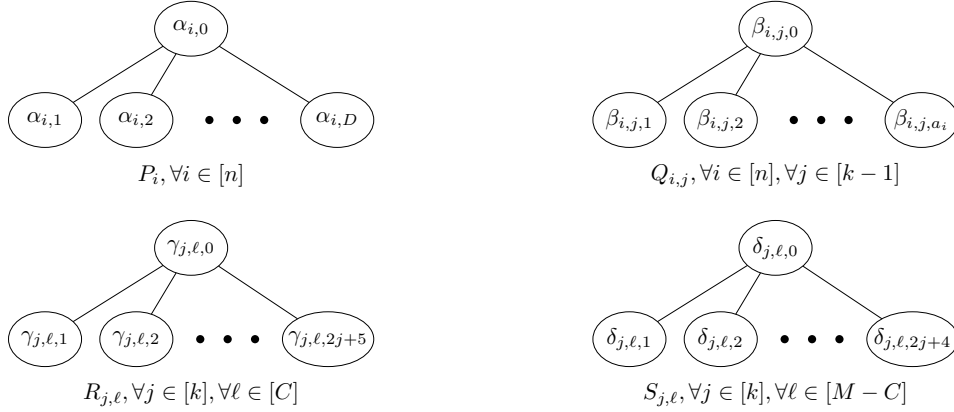 α_{i,0} β_{i,j,0}
α_{i,1} α_{i,2} • • • α_{i,D} β_{i,j,1} β_{i,j,2} • • • β_{i,j,a_i}
P_i, ∀i ∈ [n] Q_{i,j}, ∀i ∈ [n], ∀j ∈ [k − 1]
γ_{j,ℓ,0} δ_{j,ℓ,0}
γ_{j,ℓ,1} γ_{j,ℓ,2} • • • γ_{j,ℓ,2j+5} δ_{j,ℓ,1} δ_{j,ℓ,2} • • • δ_{j,ℓ,2j+4}
R_{j,ℓ}, ∀j ∈ [k], ∀ℓ ∈ [C] S_{j,ℓ}, ∀j ∈ [k], ∀ℓ ∈ [M − C]